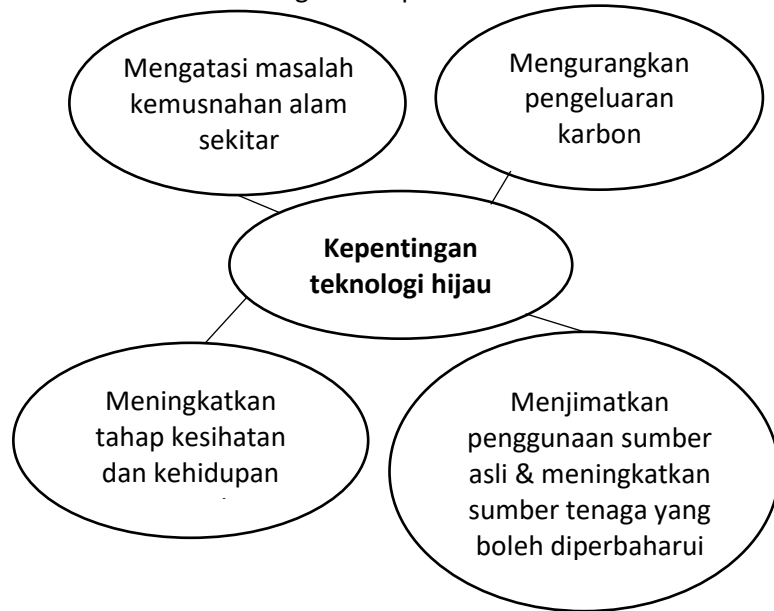 Mengatasi masalah
kemusnahan alam
sekitar
Mengurangkan
pengeluaran
karbon
Kepentingan
teknologi hijau
Meningkatkan
tahap kesihatan
dan kehidupan
Menjimatkan
penggunaan sumber
asli & meningkatkan
sumber tenaga yang
boleh diperbaharui